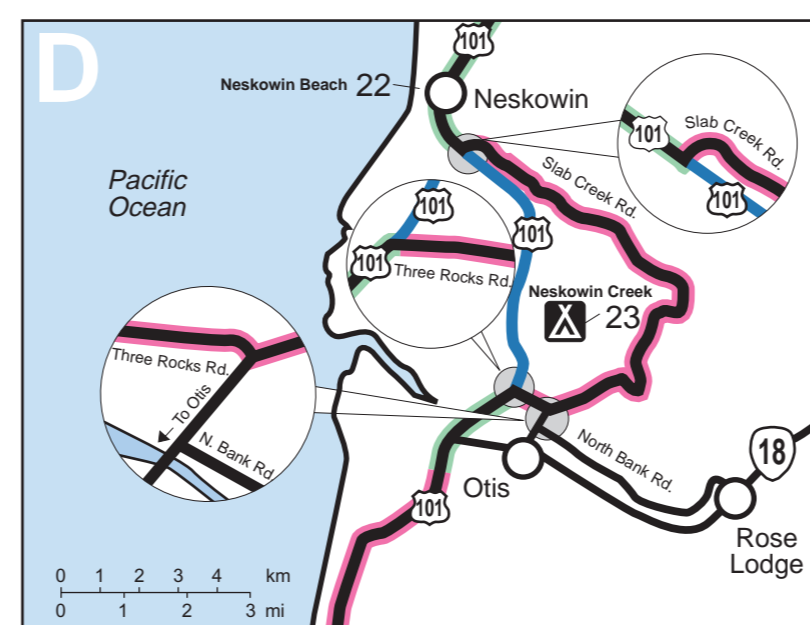 D
101
Neskowin Beach 22
Neskowin
101
Slab Creek Rd.
101
Pacific
Ocean
Slab Creek Rd.
101
101
101
Three Rocks Rd.
Neskowin Creek
23
Three Rocks Rd.
To Otis
N. Bank Rd.
North Bank Rd.
18
Otis
101
Rose
Lodge
0 1 2 3 4 km
0 1 2 3 mi